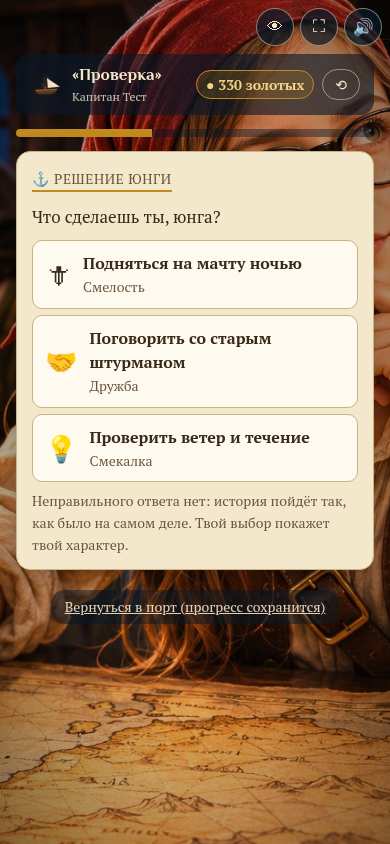 «Проверка»
Капитан Тест
● 330 золотых
⟲
⚓ РЕШЕНИЕ ЮНГИ
Что сделаешь ты, юнга?
Подняться на мачту ночью
Смелость
Поговорить со старым
штурманом
Дружба
Проверить ветер и течение
Смекалка
Неправильного ответа нет: история пойдёт так,
как было на самом деле. Твой выбор покажет
твой характер.
Вернуться в порт (прогресс сохранится)